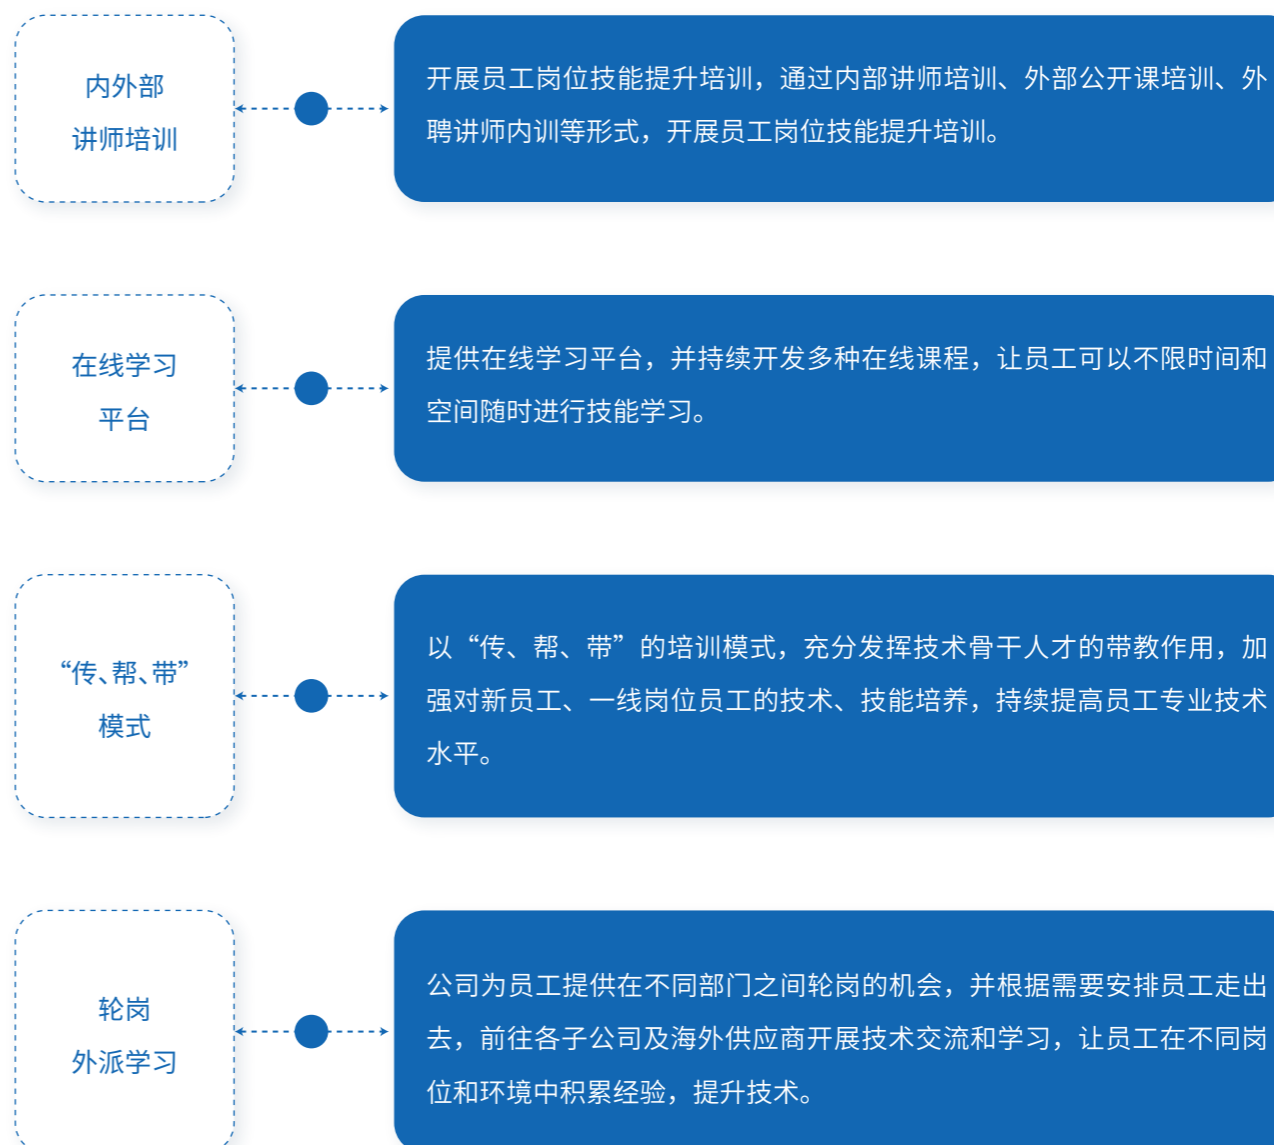 内外部
讲师培训
开展员工岗位技能提升培训，通过内部讲师培训、外部公开课培训、外
聘讲师内训等形式，开展员工岗位技能提升培训。
在线学习
平台
提供在线学习平台，并持续开发多种在线课程，让员工可以不限时间和
空间随时进行技能学习。
“传、帮、带”
模式
以“传、帮、带”的培训模式，充分发挥技术骨干人才的带教作用，加
强对新员工、一线岗位员工的技术、技能培养，持续提高员工专业技术
水平。
轮岗
外派学习
公司为员工提供在不同部门之间轮岗的机会，并根据需要安排员工走出
去，前往各子公司及海外供应商开展技术交流和学习，让员工在不同岗
位和环境中积累经验，提升技术。